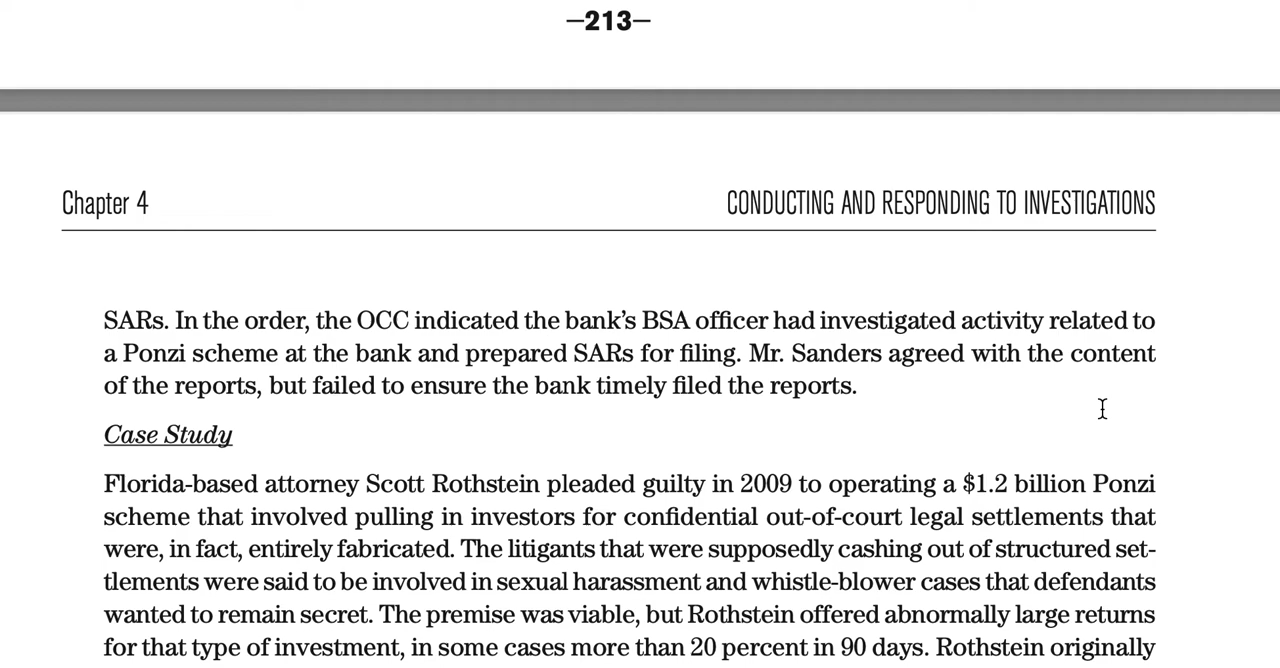 —213—
Chapter 4
CONDUCTING AND RESPONDING TO INVESTIGATIONS
SARs. In the order, the OCC indicated the bank's BSA officer had investigated activity related to
a Ponzi scheme at the bank and prepared SARs for filing. Mr. Sanders agreed with the content
of the reports, but failed to ensure the bank timely filed the reports.
Case Study
Florida-based attorney Scott Rothstein pleaded guilty in 2009 to operating a $1.2 billion Ponzi
scheme that involved pulling in investors for confidential out-of-court legal settlements that
were, in fact, entirely fabricated. The litigants that were supposedly cashing out of structured set-
tlements were said to be involved in sexual harassment and whistle-blower cases that defendants
wanted to remain secret. The premise was viable, but Rothstein offered abnormally large returns
for that type of investment, in some cases more than 20 percent in 90 days. Rothstein originally